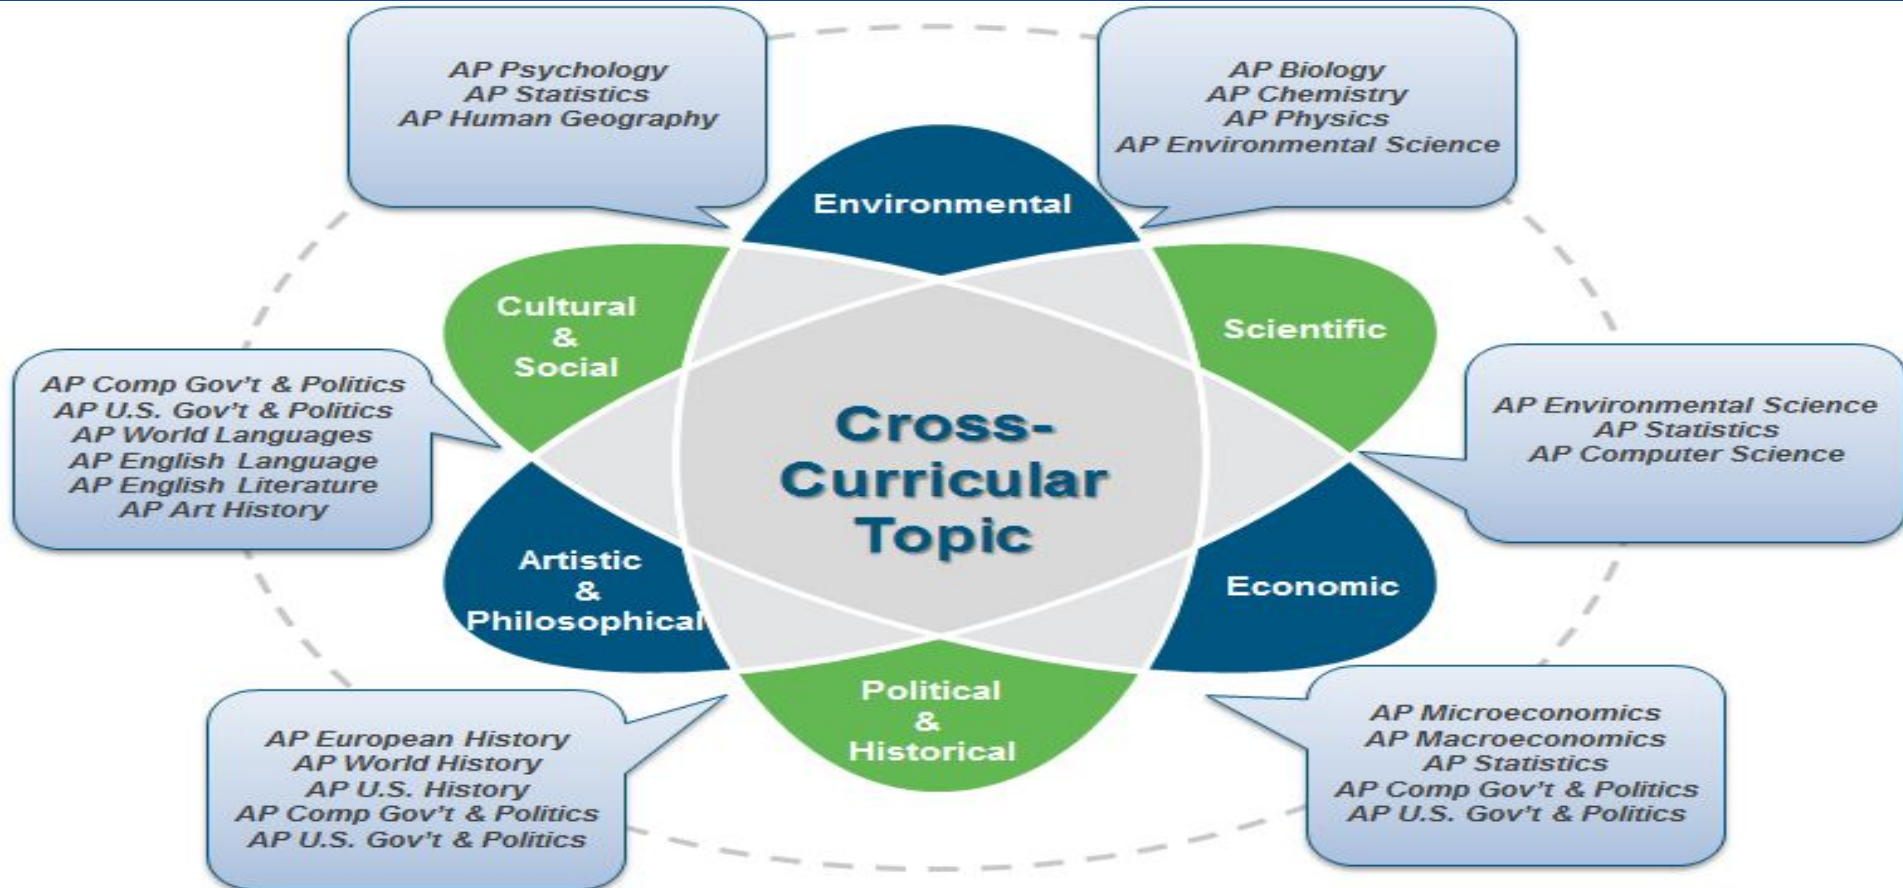 AP Psychology
AP Statistics
AP Human Geography
AP Biology
AP Chemistry
AP Physics
AP Environmental Science
Environmental
Cultural
&
Social
Scientific
AP Comp Gov't & Politics
AP U.S. Gov't & Politics
AP World Languages
AP English Language
AP English Literature
AP Art History
Cross-
Curricular
Topic
AP Environmental Science
AP Statistics
AP Computer Science
Artistic
&
Philosophical
Economic
Political
&
Historical
AP European History
AP World History
AP U.S. History
AP Comp Gov't & Politics
AP U.S. Gov't & Politics
AP Microeconomics
AP Macroeconomics
AP Statistics
AP Comp Gov't & Politics
AP U.S. Gov't & Politics